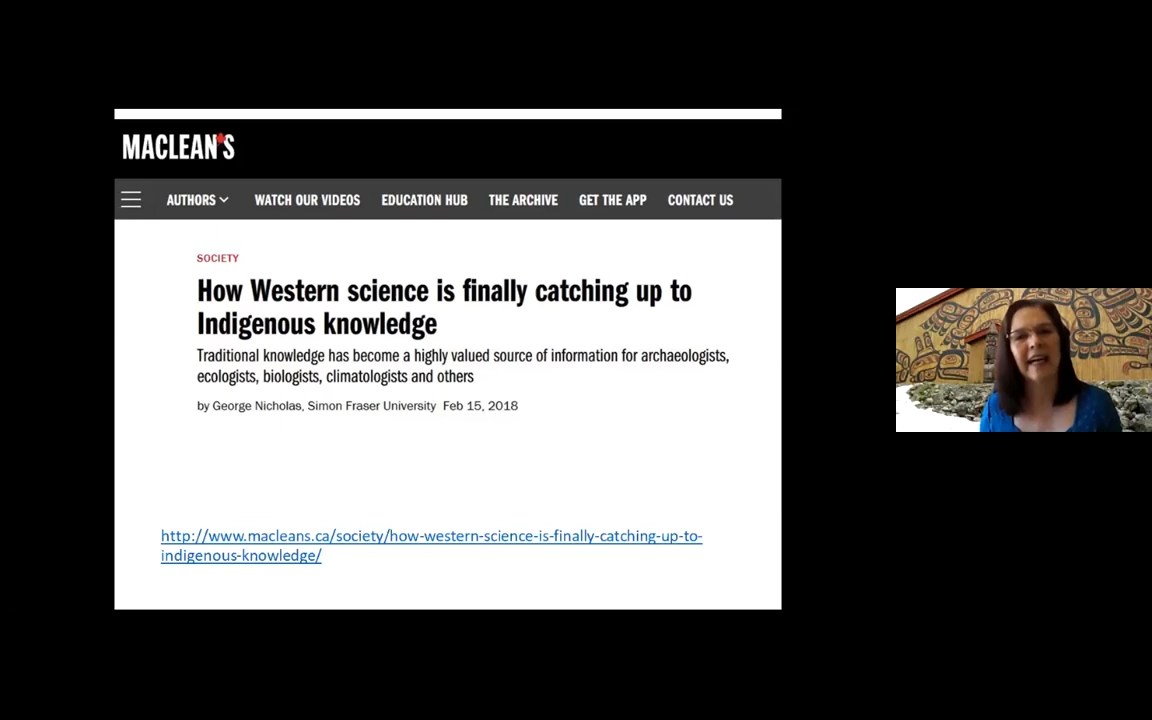 MACLEAN'S
AUTHORS WATCH OUR VIDEOS EDUCATION HUB THE ARCHIVE GET THE APP CONTACT US
SOCIETY
How Western science is finally catching up to
Indigenous knowledge
Traditional knowledge has become a highly valued source of information for archaeologists,
ecologists, biologists, climatologists and others
by George Nicholas, Simon Fraser University Feb 15, 2018
http://www.macleans.ca/society/how-western-science-is-finally-catching-up-to-
indigenous-knowledge/